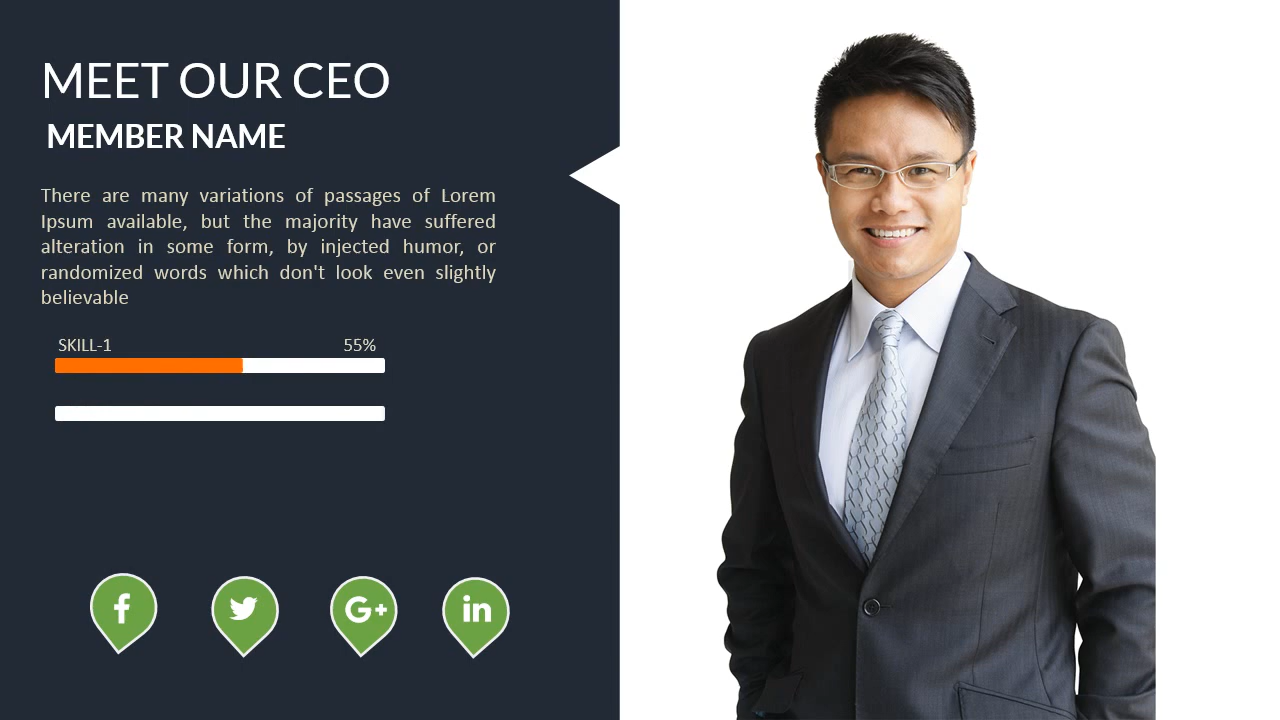 MEET OUR CEO
MEMBER NAME
There are many variations of passages of Lorem
Ipsum available, but the majority have suffered
alteration in some form, by injected humor, or
randomized words which don't look even slightly
believable
SKILL-1 55%
f G+ in